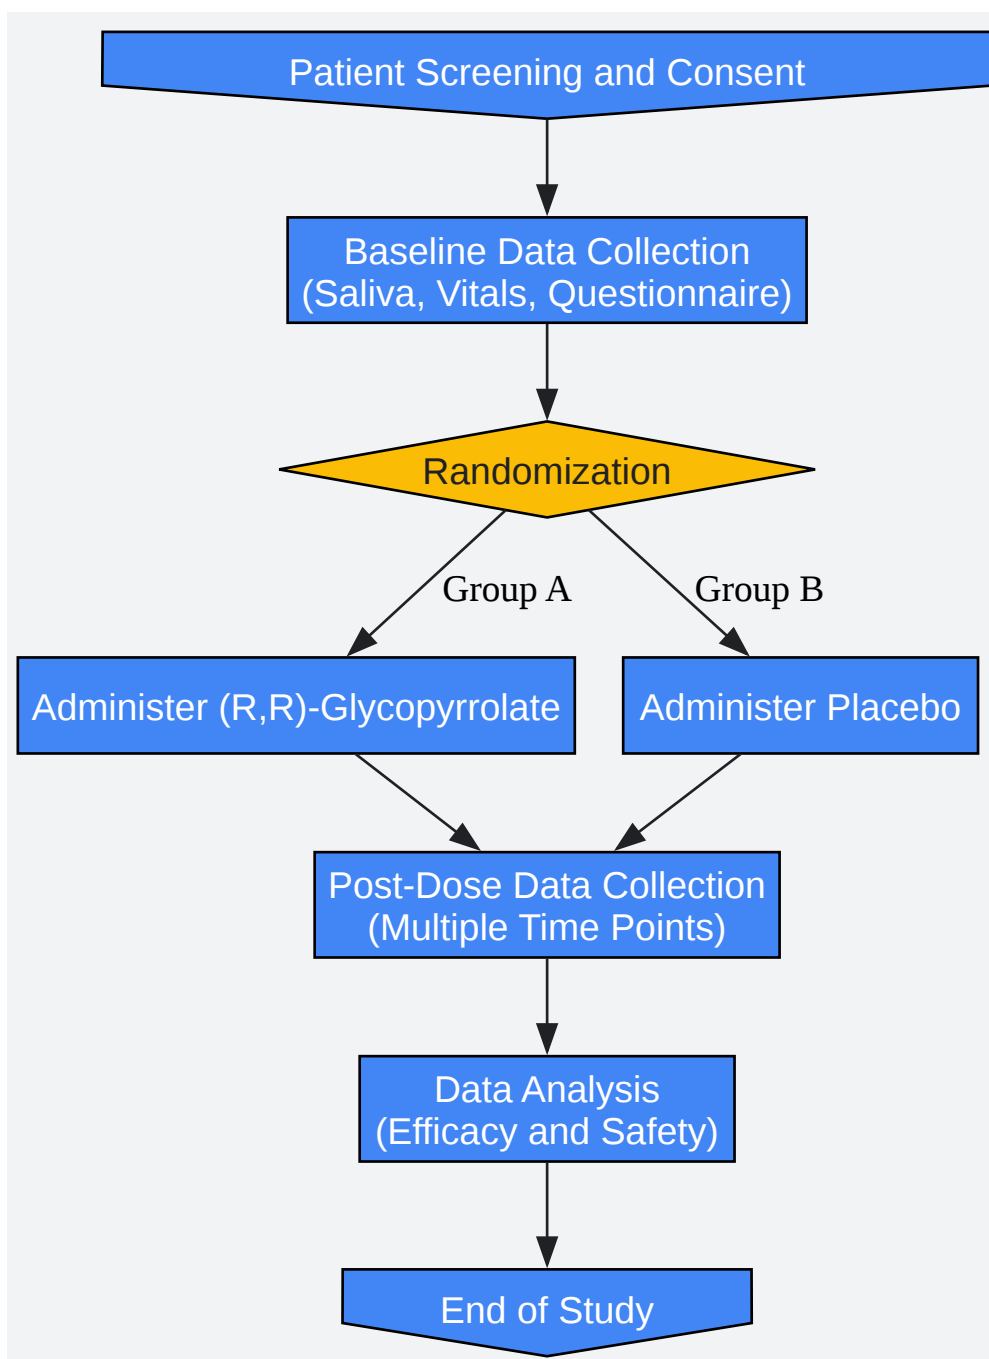 Patient Screening and Consent
Baseline Data Collection
(Saliva, Vitals, Questionnaire)
Randomization
Group A
Group B
Administer (R,R)-Glycopyrrolate
Administer Placebo
Post-Dose Data Collection
(Multiple Time Points)
Data Analysis
(Efficacy and Safety)
End of Study